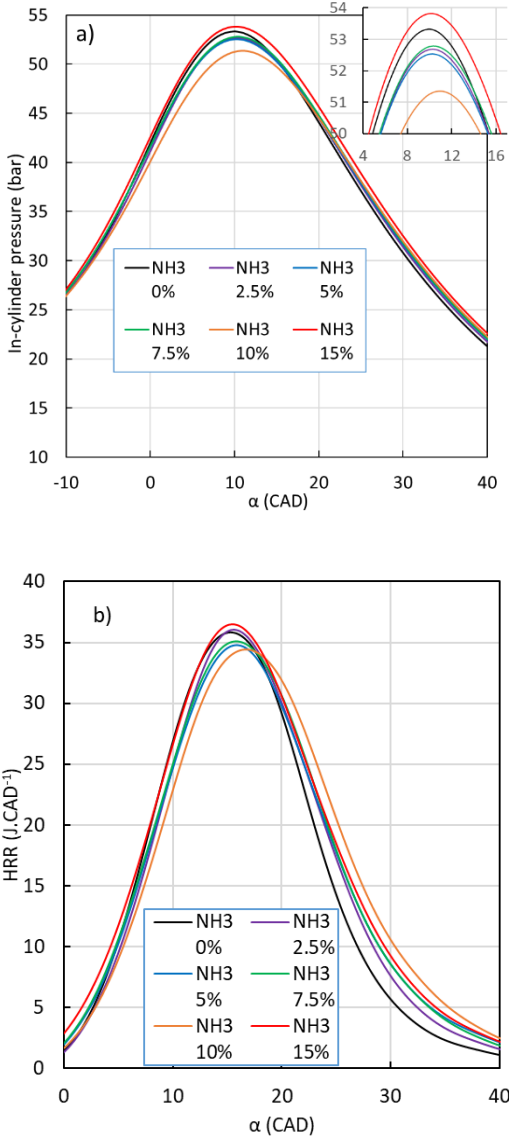 a)
55
50
45
40
35
30
25
20
15
10
In-cylinder pressure (bar)
-10 0 10 20 30 40
α (CAD)
54
53
52
51
50
4 8 12 16
NH3 NH3 NH3
0% 2.5% 5%
NH3 NH3 NH3
7.5% 10% 15%
b)
40
35
30
25
20
15
10
5
0
HRR (J.CAD⁻¹)
0 10 20 30 40
α (CAD)
NH3 NH3
0% 2.5%
NH3 NH3
5% 7.5%
NH3 NH3
10% 15%